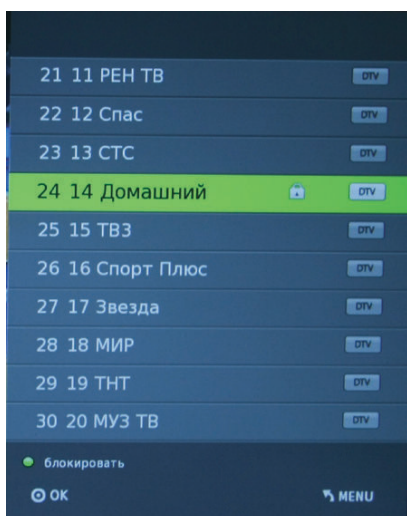 21 11 РЕН ТВ DTV
22 12 Спас DTV
23 13 СТС DTV
24 14 Домашний DTV
25 15 ТВ3 DTV
26 16 Спорт Плюс DTV
27 17 Звезда DTV
28 18 МИР DTV
29 19 ТНТ DTV
30 20 МУЗ ТВ DTV
блокировать
OK MENU